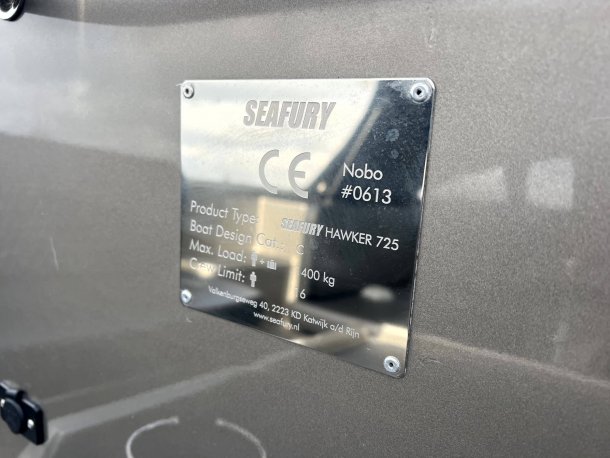 SEAFURY
CE
Nobo
#0613
Product Type: SEAFURY HAWKER 725
Boat Design Cat.: C
Max. Load: + 400 kg
Crew Limit: 6
Valkenburgseweg 40, 2223 KD Katwijk a/d Rijn
www.seafury.nl